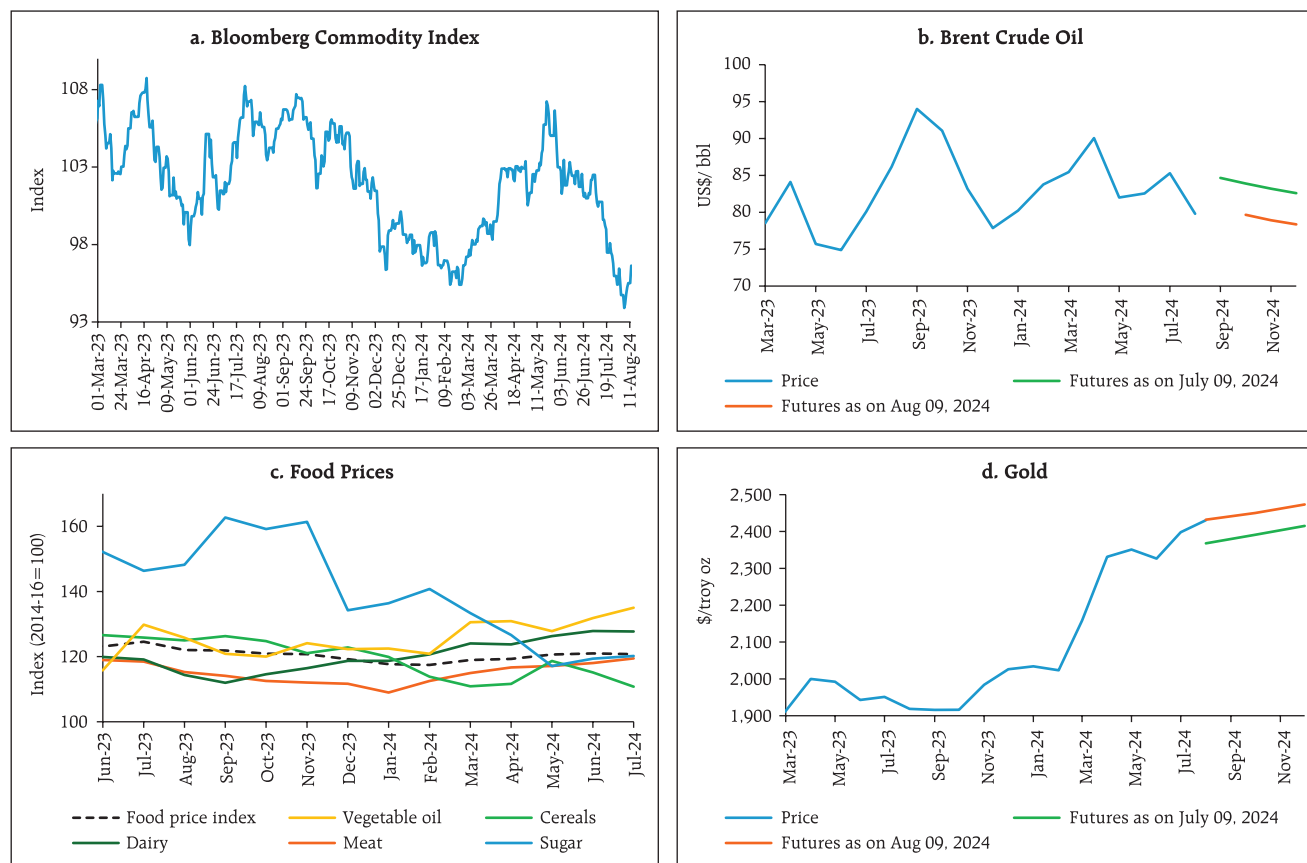 a. Bloomberg Commodity Index
Index
108
103
98
93
01-Mar-23
24-Mar-23
16-Apr-23
09-May-23
01-Jun-23
24-Jun-23
17-Jul-23
09-Aug-23
01-Sep-23
24-Sep-23
17-Oct-23
09-Nov-23
02-Dec-23
25-Dec-23
17-Jan-24
09-Feb-24
03-Mar-24
26-Mar-24
18-Apr-24
11-May-24
03-Jun-24
26-Jun-24
19-Jul-24
11-Aug-24
b. Brent Crude Oil
US$/ bbl
100
95
90
85
80
75
70
Mar-23
May-23
Jul-23
Sep-23
Nov-23
Jan-24
Mar-24
May-24
Jul-24
Sep-24
Nov-24
Price
Futures as on July 09, 2024
Futures as on Aug 09, 2024
c. Food Prices
Index (2014-16=100)
160
140
120
100
Jun-23
Jul-23
Aug-23
Sep-23
Oct-23
Nov-23
Dec-23
Jan-24
Feb-24
Mar-24
Apr-24
May-24
Jun-24
Jul-24
Food price index
Vegetable oil
Cereals
Dairy
Meat
Sugar
d. Gold
$/troy oz
2,500
2,400
2,300
2,200
2,100
2,000
1,900
Mar-23
May-23
Jul-23
Sep-23
Nov-23
Jan-24
Mar-24
May-24
Jul-24
Sep-24
Nov-24
Price
Futures as on July 09, 2024
Futures as on Aug 09, 2024